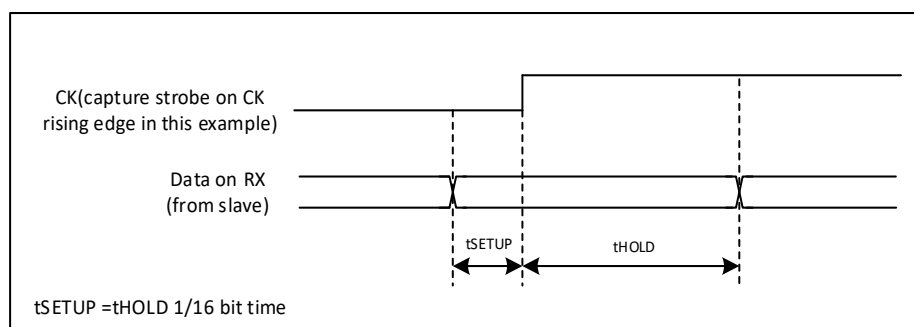 CK(capture strobe on CK
rising edge in this example)
Data on RX
(from slave)
tSETUP
tHOLD
tSETUP =tHOLD 1/16 bit time